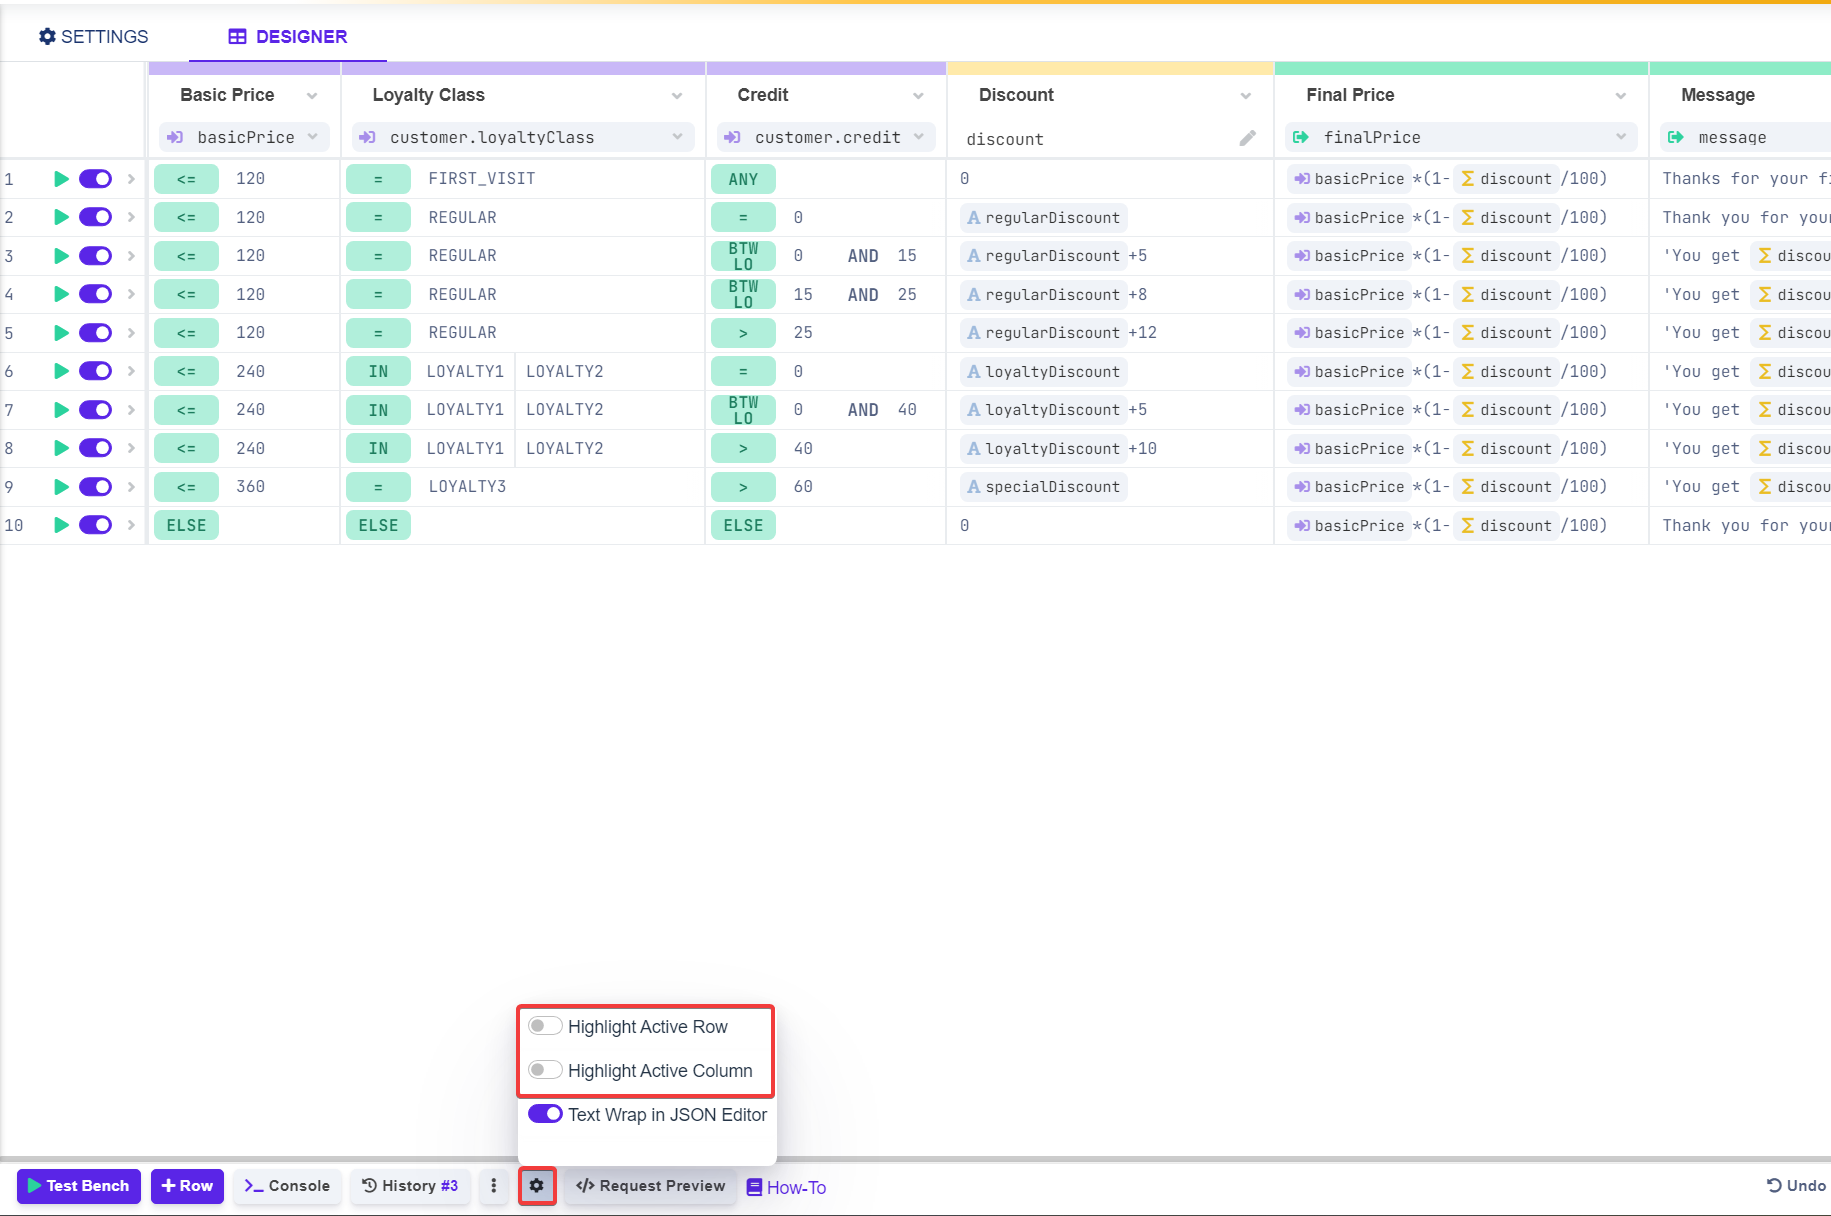 SETTINGS DESIGNER
Basic Price Loyalty Class Credit Discount Final Price Message
basicPrice customer.loyaltyClass customer.credit discount finalPrice message
1 <= 120 = FIRST_VISIT ANY 0 basicPrice *(1- Σ discount /100) Thanks for your fi
2 <= 120 = REGULAR = 0 A regularDiscount basicPrice *(1- Σ discount /100) Thank you for your
3 <= 120 = REGULAR BTW LO 0 AND 15 A regularDiscount +5 basicPrice *(1- Σ discount /100) 'You get Σ discou
4 <= 120 = REGULAR BTW LO 15 AND 25 A regularDiscount +8 basicPrice *(1- Σ discount /100) 'You get Σ discou
5 <= 120 = REGULAR > 25 A regularDiscount +12 basicPrice *(1- Σ discount /100) 'You get Σ discou
6 <= 240 IN LOYALTY1 LOYALTY2 = 0 A loyaltyDiscount basicPrice *(1- Σ discount /100) 'You get Σ discou
7 <= 240 IN LOYALTY1 LOYALTY2 BTW LO 0 AND 40 A loyaltyDiscount +5 basicPrice *(1- Σ discount /100) 'You get Σ discou
8 <= 240 IN LOYALTY1 LOYALTY2 > 40 A loyaltyDiscount +10 basicPrice *(1- Σ discount /100) 'You get Σ discou
9 <= 360 = LOYALTY3 > 60 A specialDiscount basicPrice *(1- Σ discount /100) 'You get Σ discou
10 ELSE ELSE ELSE 0 basicPrice *(1- Σ discount /100) Thank you for your
Highlight Active Row
Highlight Active Column
Text Wrap in JSON Editor
Test Bench + Row >_ Console History #3 </> Request Preview How-To Undo